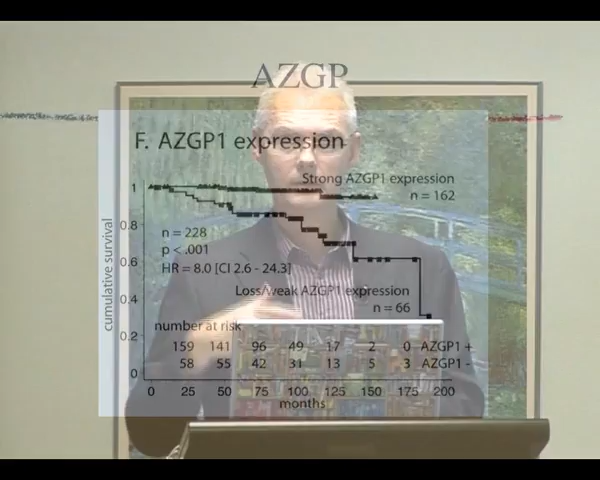 AZGP
F. AZGP1 expression
Strong AZGP1 expression
n = 162
1
0.8
0.6
0.4
0.2
0
cumulative survival
n = 228
p < .001
HR = 8.0 [CI 2.6 - 24.3]
Loss/weak AZGP1 expression
n = 66
number at risk
159 141 96 49 17 2 0 AZGP1 +
58 55 42 31 13 5 3 AZGP1 -
0 25 50 75 100 125 150 175 200
months